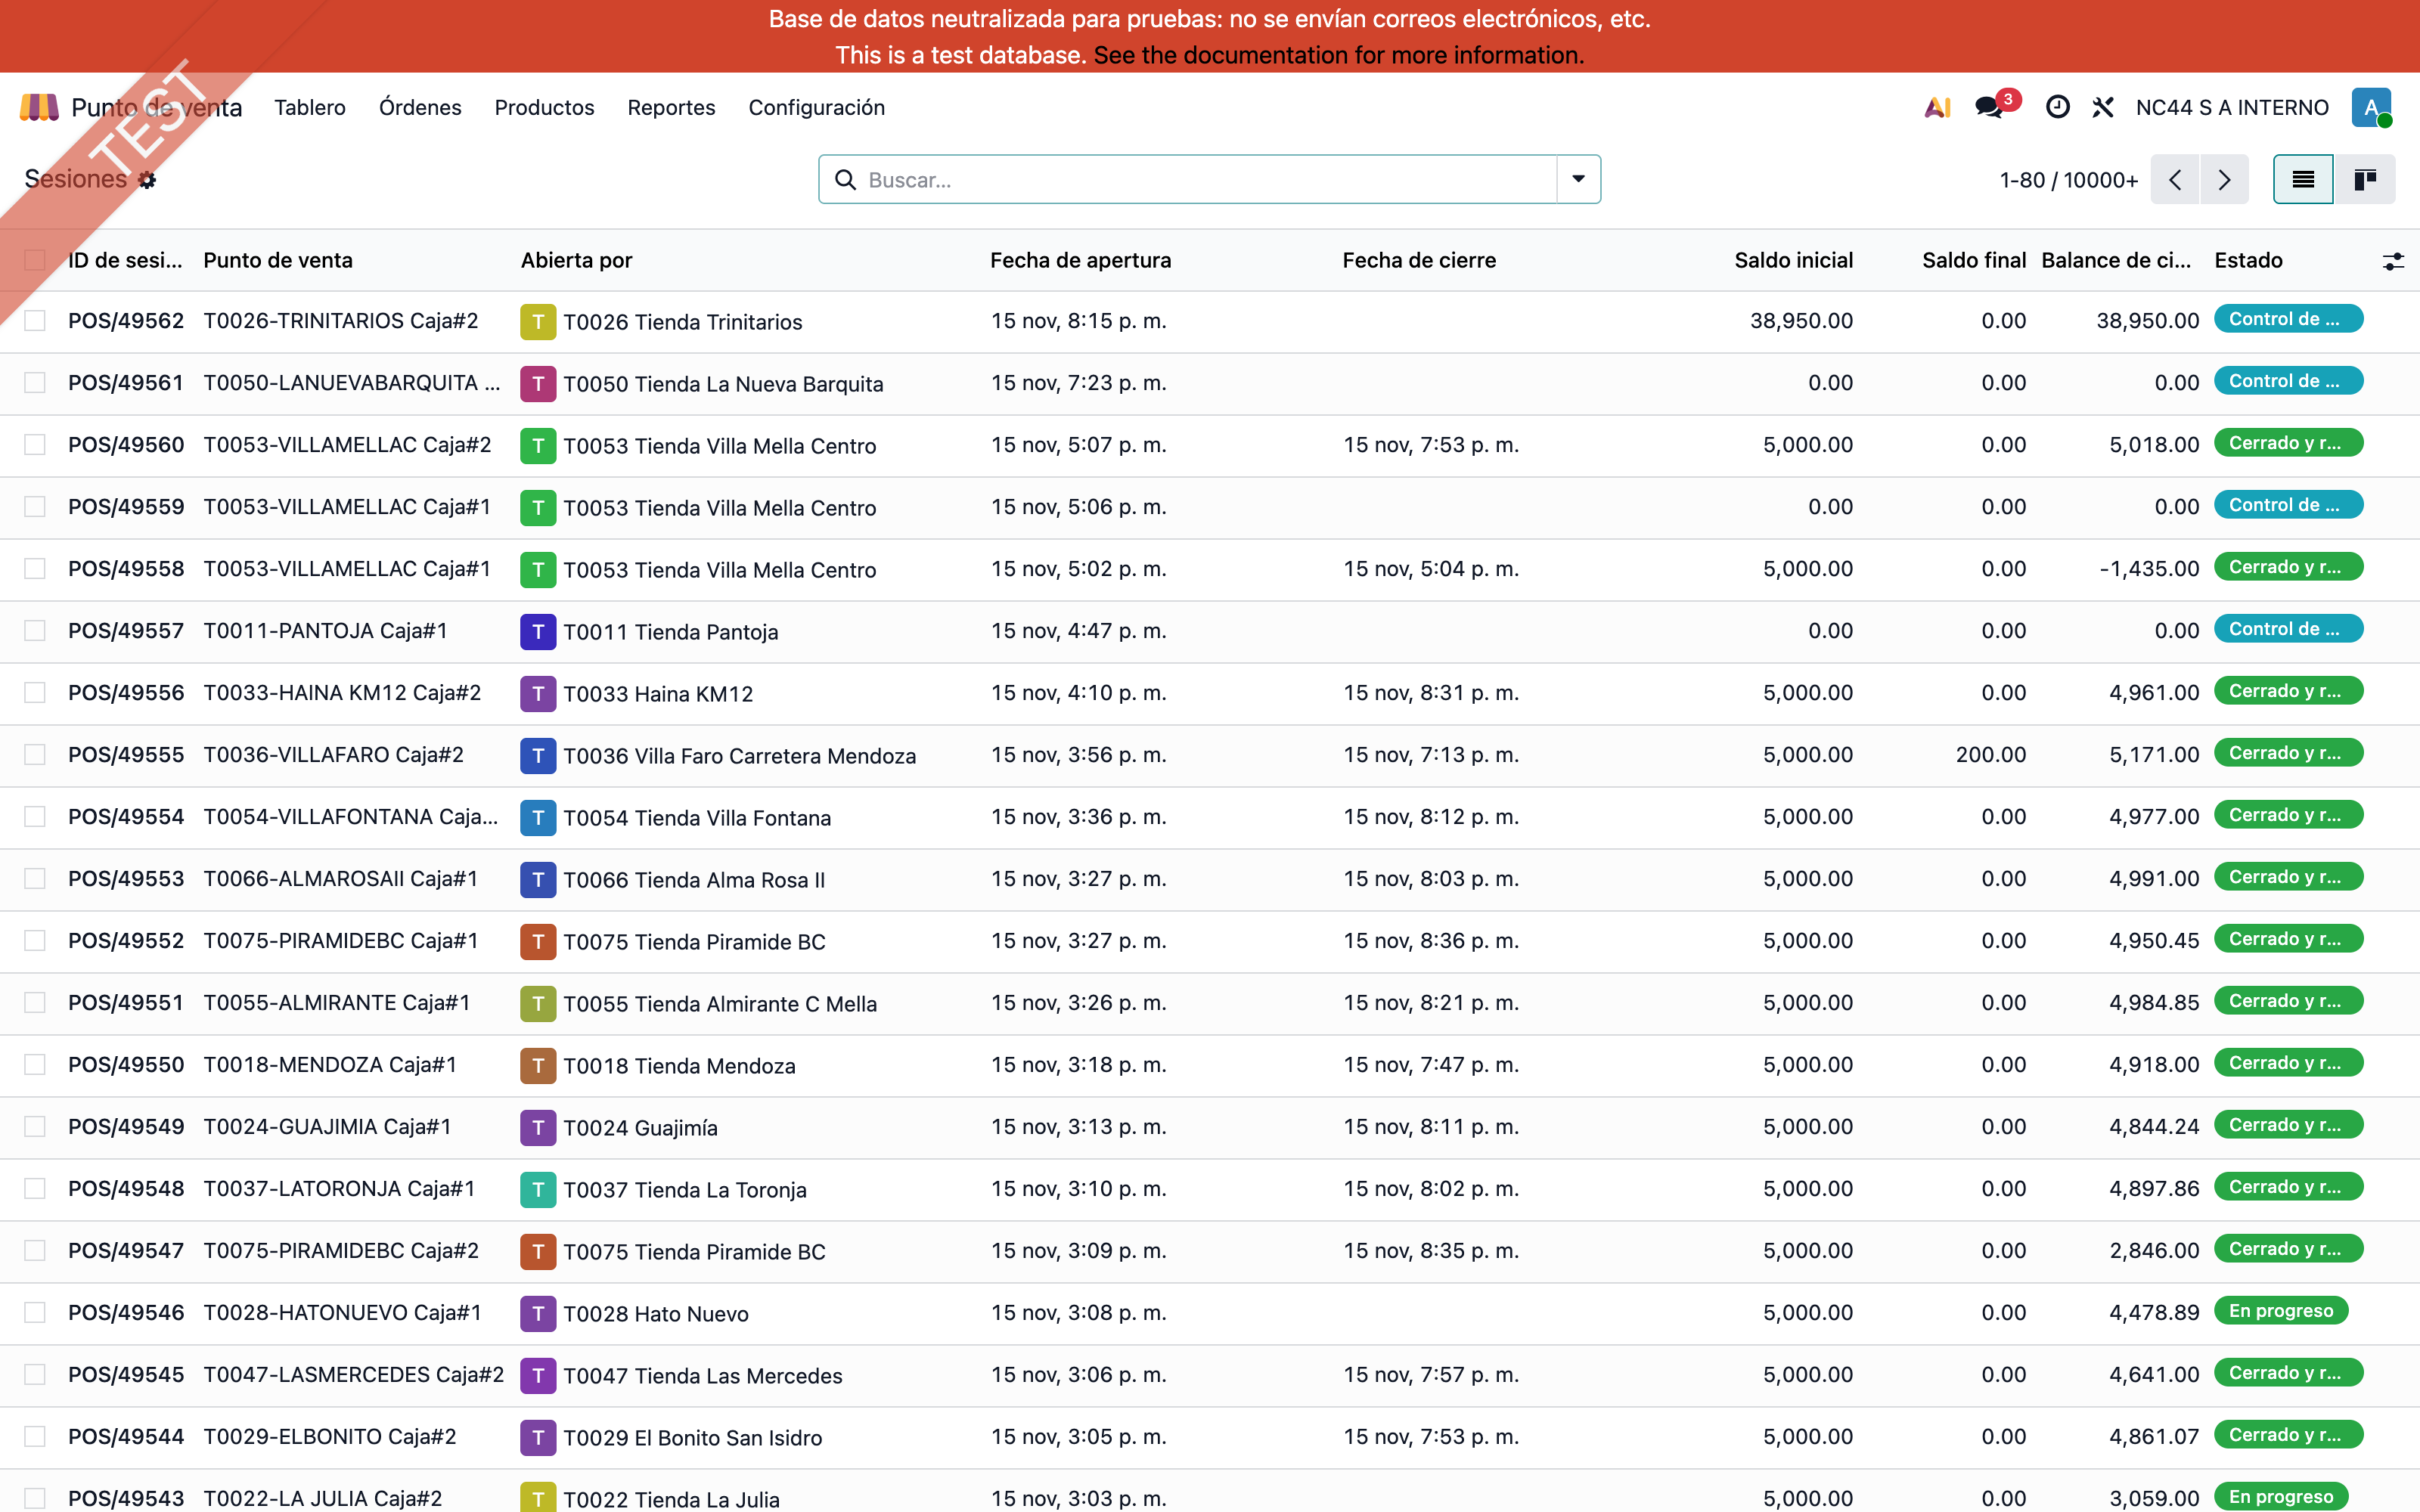 Base de datos neutralizada para pruebas: no se envían correos electrónicos, etc.
This is a test database. See the documentation for more information.
TEST
Punto de venta Tablero Órdenes Productos Reportes Configuración AI 3 NC44 S A INTERNO A
Sesiones Buscar... 1-80 / 10000+
ID de sesi... Punto de venta Abierta por Fecha de apertura Fecha de cierre Saldo inicial Saldo final Balance de ci... Estado
POS/49562 T0026-TRINITARIOS Caja#2 T T0026 Tienda Trinitarios 15 nov, 8:15 p. m. 38,950.00 0.00 38,950.00 Control de ...
POS/49561 T0050-LANUEVABARQUITA ... T T0050 Tienda La Nueva Barquita 15 nov, 7:23 p. m. 0.00 0.00 0.00 Control de ...
POS/49560 T0053-VILLAMELLAC Caja#2 T T0053 Tienda Villa Mella Centro 15 nov, 5:07 p. m. 15 nov, 7:53 p. m. 5,000.00 0.00 5,018.00 Cerrado y r...
POS/49559 T0053-VILLAMELLAC Caja#1 T T0053 Tienda Villa Mella Centro 15 nov, 5:06 p. m. 0.00 0.00 0.00 Control de ...
POS/49558 T0053-VILLAMELLAC Caja#1 T T0053 Tienda Villa Mella Centro 15 nov, 5:02 p. m. 15 nov, 5:04 p. m. 5,000.00 0.00 -1,435.00 Cerrado y r...
POS/49557 T0011-PANTOJA Caja#1 T T0011 Tienda Pantoja 15 nov, 4:47 p. m. 0.00 0.00 0.00 Control de ...
POS/49556 T0033-HAINA KM12 Caja#2 T T0033 Haina KM12 15 nov, 4:10 p. m. 15 nov, 8:31 p. m. 5,000.00 0.00 4,961.00 Cerrado y r...
POS/49555 T0036-VILLAFARO Caja#2 T T0036 Villa Faro Carretera Mendoza 15 nov, 3:56 p. m. 15 nov, 7:13 p. m. 5,000.00 200.00 5,171.00 Cerrado y r...
POS/49554 T0054-VILLAFONTANA Caja... T T0054 Tienda Villa Fontana 15 nov, 3:36 p. m. 15 nov, 8:12 p. m. 5,000.00 0.00 4,977.00 Cerrado y r...
POS/49553 T0066-ALMAROSAII Caja#1 T T0066 Tienda Alma Rosa II 15 nov, 3:27 p. m. 15 nov, 8:03 p. m. 5,000.00 0.00 4,991.00 Cerrado y r...
POS/49552 T0075-PIRAMIDEBC Caja#1 T T0075 Tienda Piramide BC 15 nov, 3:27 p. m. 15 nov, 8:36 p. m. 5,000.00 0.00 4,950.45 Cerrado y r...
POS/49551 T0055-ALMIRANTE Caja#1 T T0055 Tienda Almirante C Mella 15 nov, 3:26 p. m. 15 nov, 8:21 p. m. 5,000.00 0.00 4,984.85 Cerrado y r...
POS/49550 T0018-MENDOZA Caja#1 T T0018 Tienda Mendoza 15 nov, 3:18 p. m. 15 nov, 7:47 p. m. 5,000.00 0.00 4,918.00 Cerrado y r...
POS/49549 T0024-GUAJIMIA Caja#1 T T0024 Guajimía 15 nov, 3:13 p. m. 15 nov, 8:11 p. m. 5,000.00 0.00 4,844.24 Cerrado y r...
POS/49548 T0037-LATORONJA Caja#1 T T0037 Tienda La Toronja 15 nov, 3:10 p. m. 15 nov, 8:02 p. m. 5,000.00 0.00 4,897.86 Cerrado y r...
POS/49547 T0075-PIRAMIDEBC Caja#2 T T0075 Tienda Piramide BC 15 nov, 3:09 p. m. 15 nov, 8:35 p. m. 5,000.00 0.00 2,846.00 Cerrado y r...
POS/49546 T0028-HATONUEVO Caja#1 T T0028 Hato Nuevo 15 nov, 3:08 p. m. 5,000.00 0.00 4,478.89 En progreso
POS/49545 T0047-LASMERCEDES Caja#2 T T0047 Tienda Las Mercedes 15 nov, 3:06 p. m. 15 nov, 7:57 p. m. 5,000.00 0.00 4,641.00 Cerrado y r...
POS/49544 T0029-ELBONITO Caja#2 T T0029 El Bonito San Isidro 15 nov, 3:05 p. m. 15 nov, 7:53 p. m. 5,000.00 0.00 4,861.07 Cerrado y r...
POS/49543 T0022-LA JULIA Caja#2 T T0022 Tienda La Julia 15 nov, 3:03 p. m. 5,000.00 0.00 3,059.00 En progreso